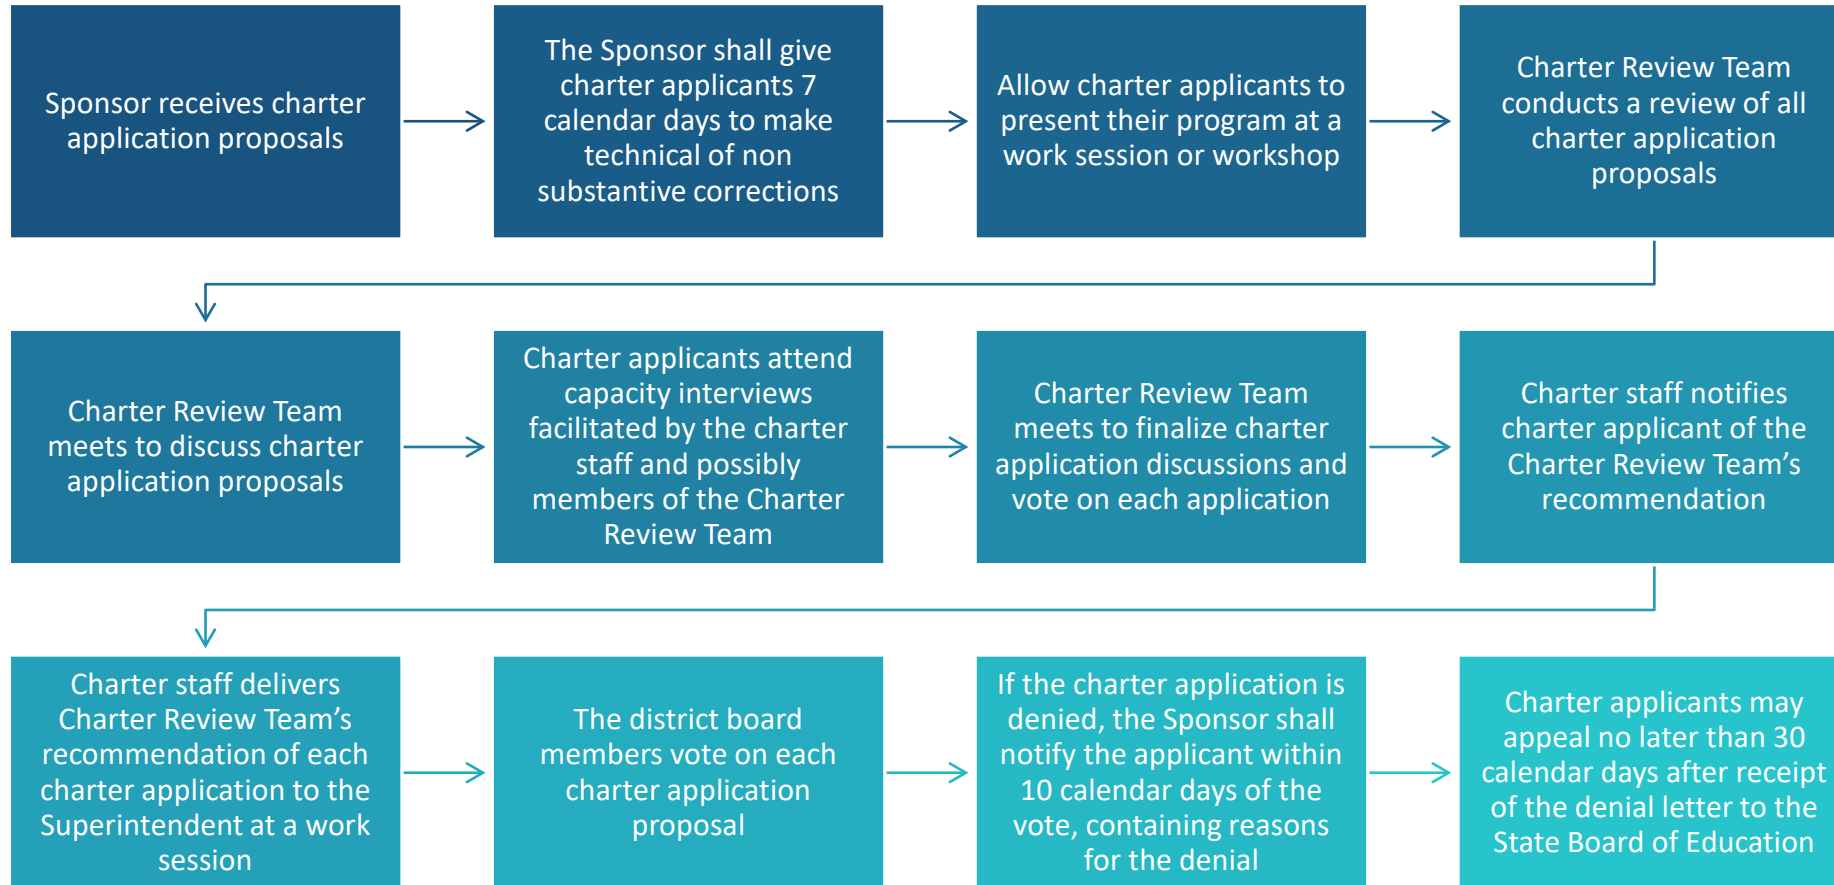 Sponsor receives charter
application proposals
The Sponsor shall give
charter applicants 7
calendar days to make
technical of non
substantive corrections
Allow charter applicants to
present their program at a
work session or workshop
Charter Review Team
conducts a review of all
charter application
proposals
Charter Review Team
meets to discuss charter
application proposals
Charter applicants attend
capacity interviews
facilitated by the charter
staff and possibly
members of the Charter
Review Team
Charter Review Team
meets to finalize charter
application discussions and
vote on each application
Charter staff notifies
charter applicant of the
Charter Review Team’s
recommendation
Charter staff delivers
Charter Review Team’s
recommendation of each
charter application to the
Superintendent at a work
session
The district board
members vote on each
charter application
proposal
If the charter application is
denied, the Sponsor shall
notify the applicant within
10 calendar days of the
vote, containing reasons
for the denial
Charter applicants may
appeal no later than 30
calendar days after receipt
of the denial letter to the
State Board of Education